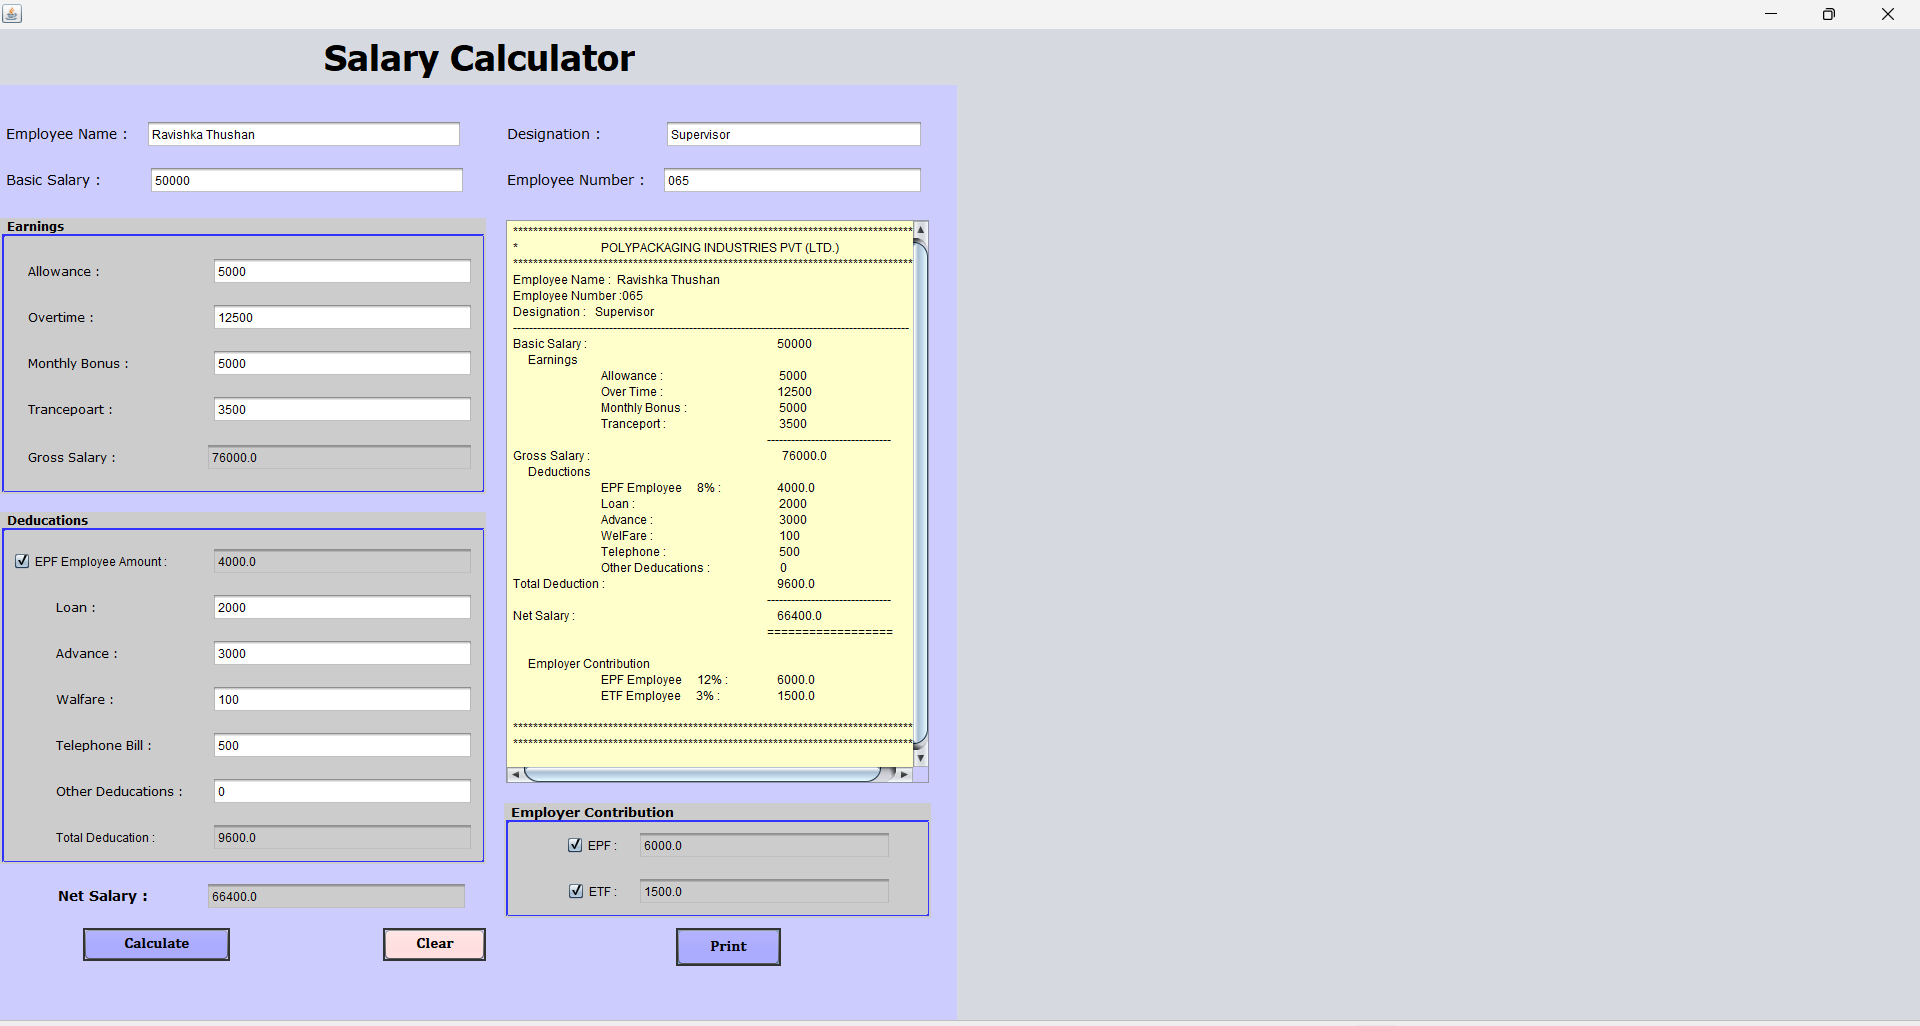 Salary Calculator
Employee Name : Ravishka Thushan
Designation : Supervisor
Basic Salary : 50000
Employee Number : 065
Earnings
Allowance : 5000
Overtime : 12500
Monthly Bonus : 5000
Trancepoart : 3500
Gross Salary : 76000.0
Deducations
EPF Employee Amount : 4000.0
Loan : 2000
Advance : 3000
Walfare : 100
Telephone Bill : 500
Other Deducations : 0
Total Deducation : 9600.0
Net Salary : 66400.0
Calculate
Clear
* POLYPACKAGING INDUSTRIES PVT (LTD.)
Employee Name : Ravishka Thushan
Employee Number :065
Designation : Supervisor
Basic Salary : 50000
Earnings
Allowance : 5000
Over Time : 12500
Monthly Bonus : 5000
Tranceport : 3500
Gross Salary : 76000.0
Deductions
EPF Employee 8% : 4000.0
Loan : 2000
Advance : 3000
WelFare : 100
Telephone : 500
Other Deducations : 0
Total Deduction : 9600.0
Net Salary : 66400.0
==================
Employer Contribution
EPF Employee 12% : 6000.0
ETF Employee 3% : 1500.0
Employer Contribution
EPF : 6000.0
ETF : 1500.0
Print